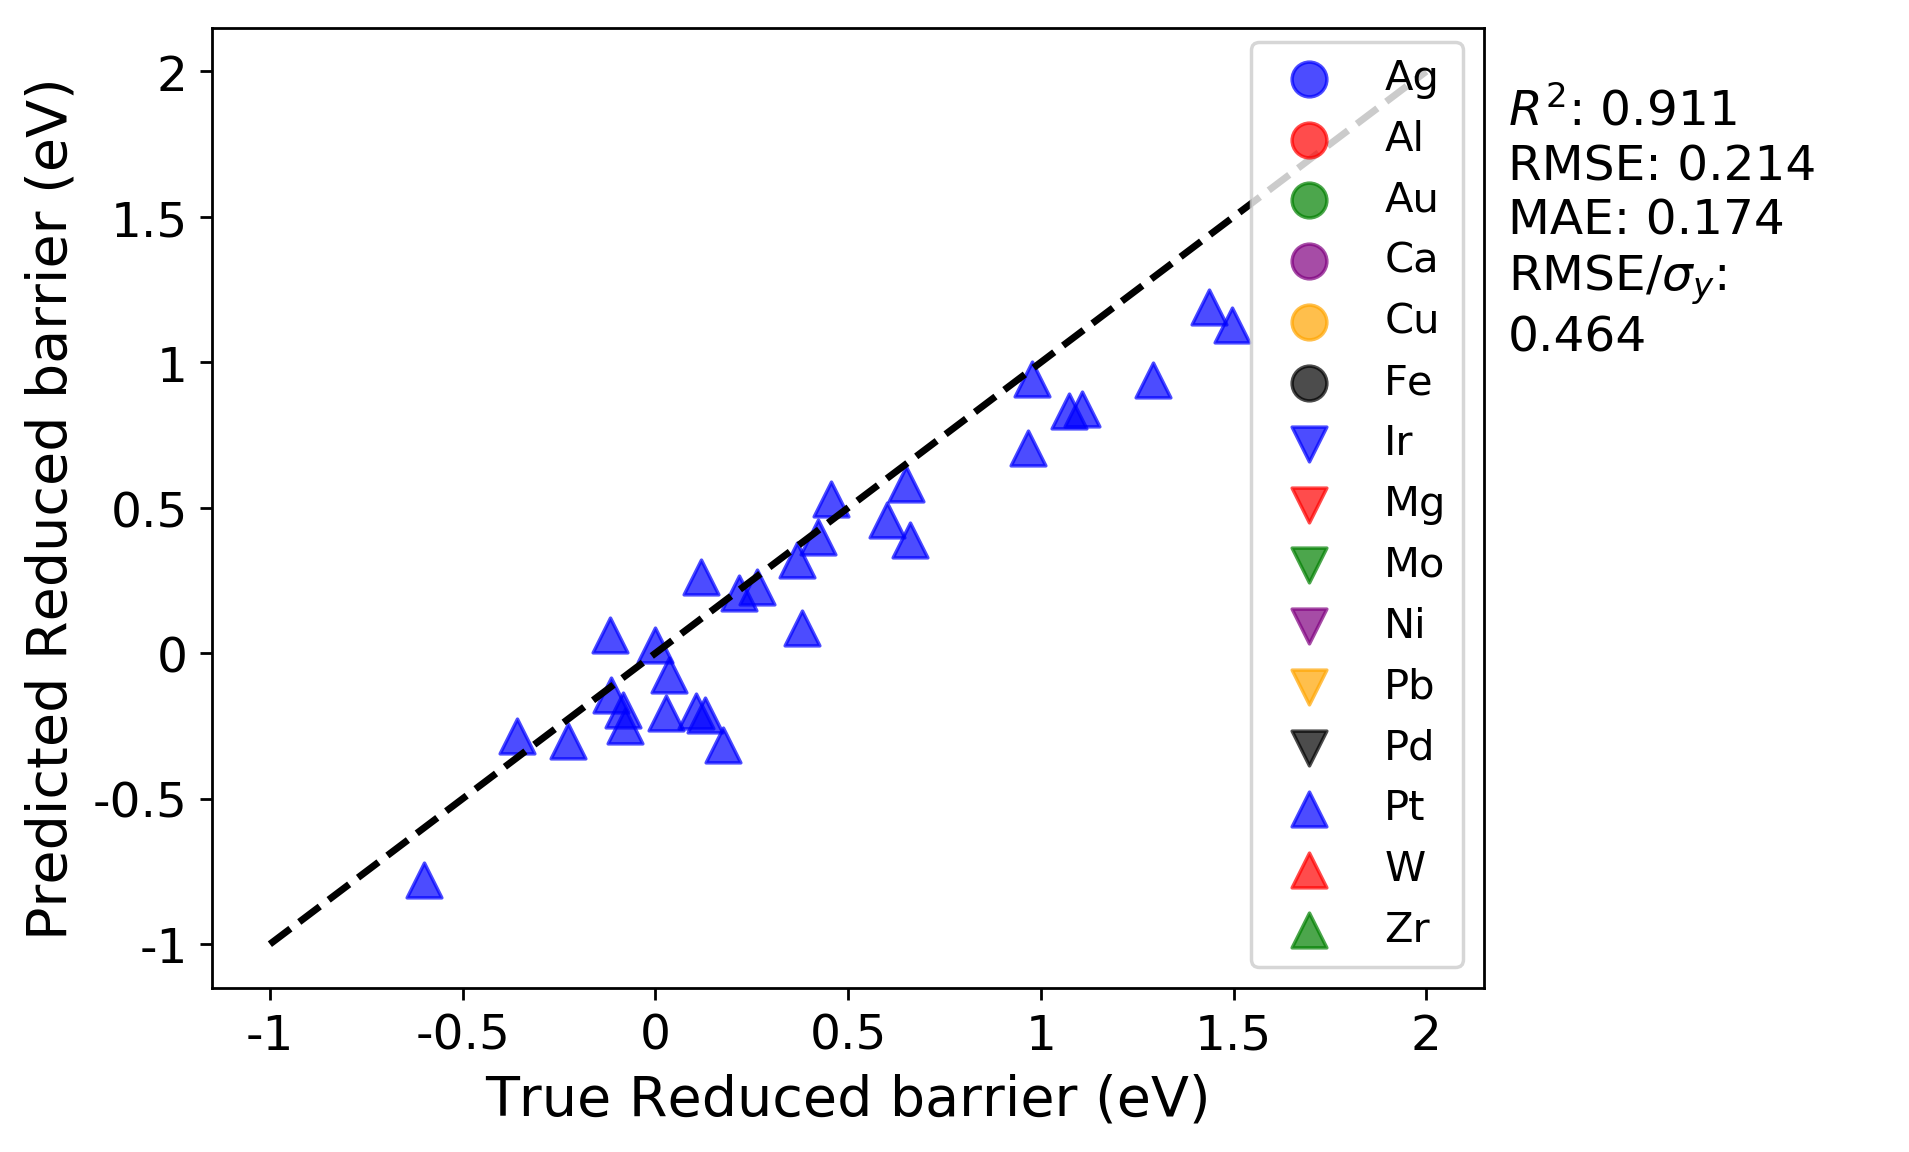 Predicted Reduced barrier (eV)
2
1.5
1
0.5
0
-0.5
-1
-1
-0.5
0
0.5
1
1.5
2
True Reduced barrier (eV)
Ag
Al
Au
Ca
Cu
Fe
Ir
Mg
Mo
Ni
Pb
Pd
Pt
W
Zr
R²: 0.911
RMSE: 0.214
MAE: 0.174
RMSE/σy:
0.464